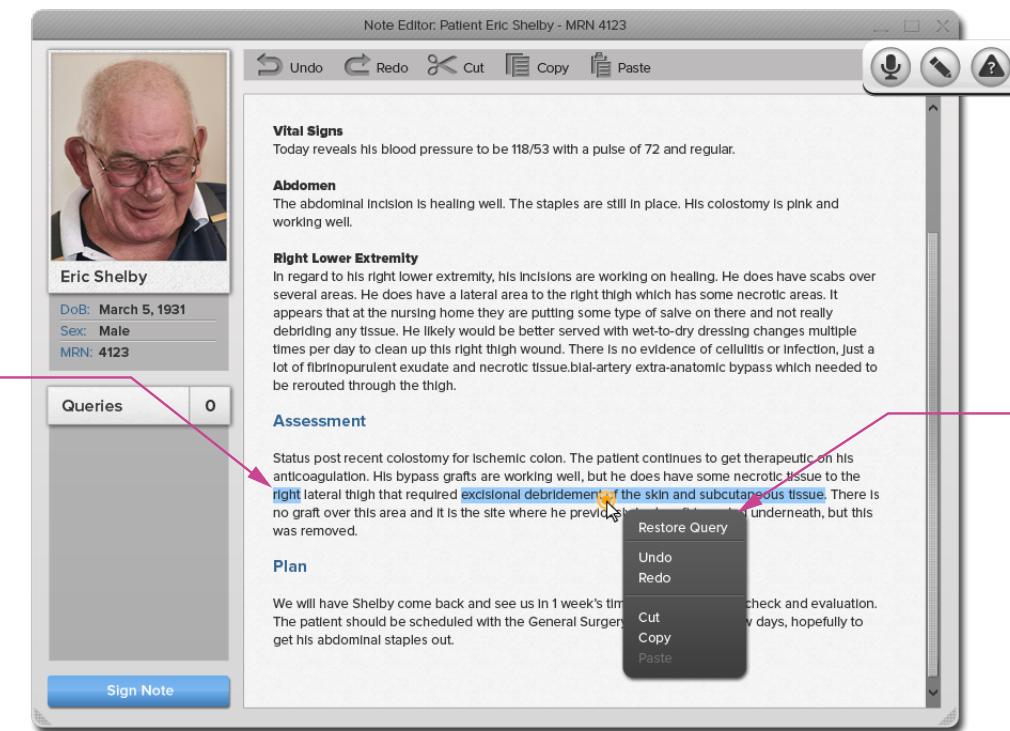 Note Editor: Patient Eric Shelby - MRN 4123
Undo Redo Cut Copy Paste
Eric Shelby
DoB: March 5, 1931
Sex: Male
MRN: 4123
Queries 0
Sign Note
Vital Signs
Today reveals his blood pressure to be 118/53 with a pulse of 72 and regular.
Abdomen
The abdominal incision is healing well. The staples are still in place. His colostomy is pink and
working well.
Right Lower Extremity
In regard to his right lower extremity, his incisions are working on healing. He does have scabs over
several areas. He does have a lateral area to the right thigh which has some necrotic areas. It
appears that at the nursing home they are putting some type of salve on there and not really
debriding any tissue. He likely would be better served with wet-to-dry dressing changes multiple
times per day to clean up this right thigh wound. There is no evidence of cellulitis or infection, just a
lot of fibrinopurulent exudate and necrotic tissue.bial-artery extra-anatomic bypass which needed to
be rerouted through the thigh.
Assessment
Status post recent colostomy for ischemic colon. The patient continues to get therapeutic on his
anticoagulation. His bypass grafts are working well, but he does have some necrotic tissue to the
right lateral thigh that required excisional debridement of the skin and subcutaneous tissue. There is
no graft over this area and it is the site where he underneath, but this
was removed.
Plan
We will have Shelby come back and see us in 1 week's check and evaluation.
The patient should be scheduled with the General days, hopefully to
get his abdominal staples out.
Restore Query
Undo
Redo
Cut
Copy
Paste
?